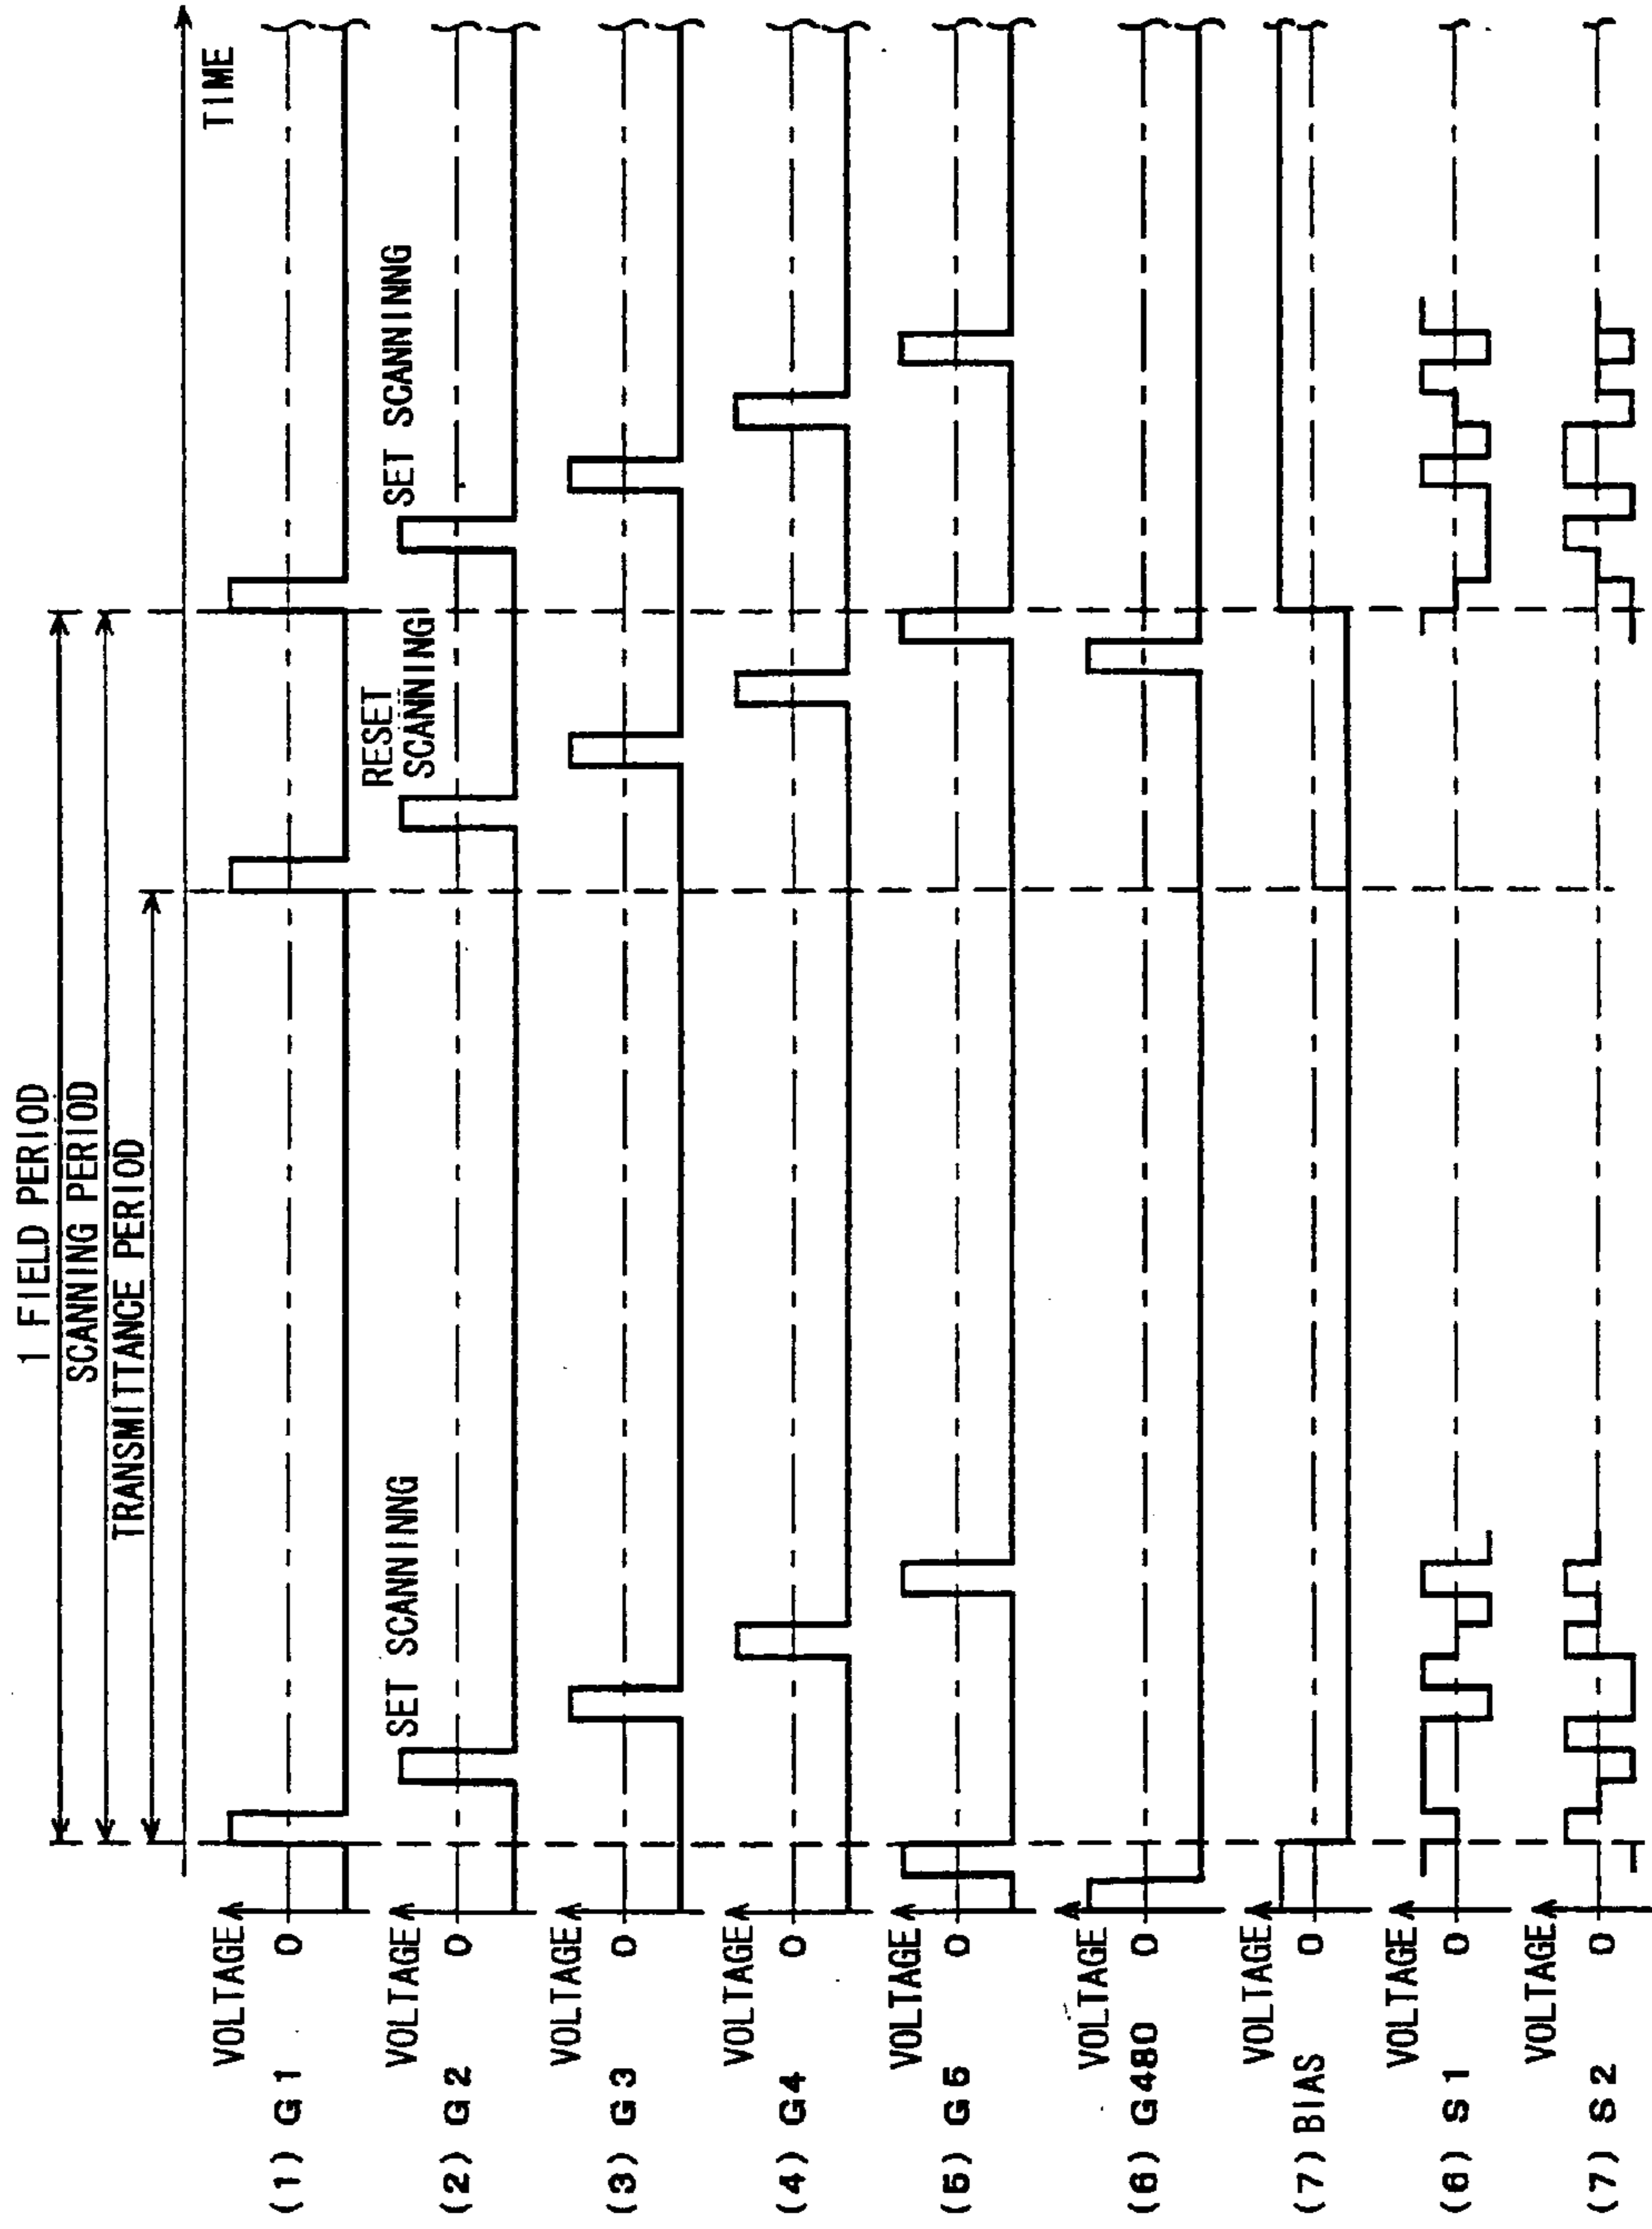 1 FIELD PERIOD
SCANNING PERIOD
TRANSMITTANCE PERIOD
TIME
(1) G1 VOLTAGE 0
(2) G2 VOLTAGE 0
SET SCANNING
RESET
SCANNING
SET SCANNING
(3) G3 VOLTAGE 0
(4) G4 VOLTAGE 0
(5) G5 VOLTAGE 0
(6) G480 VOLTAGE 0
(7) BIAS VOLTAGE 0
(6) S1 VOLTAGE 0
(7) S2 VOLTAGE 0